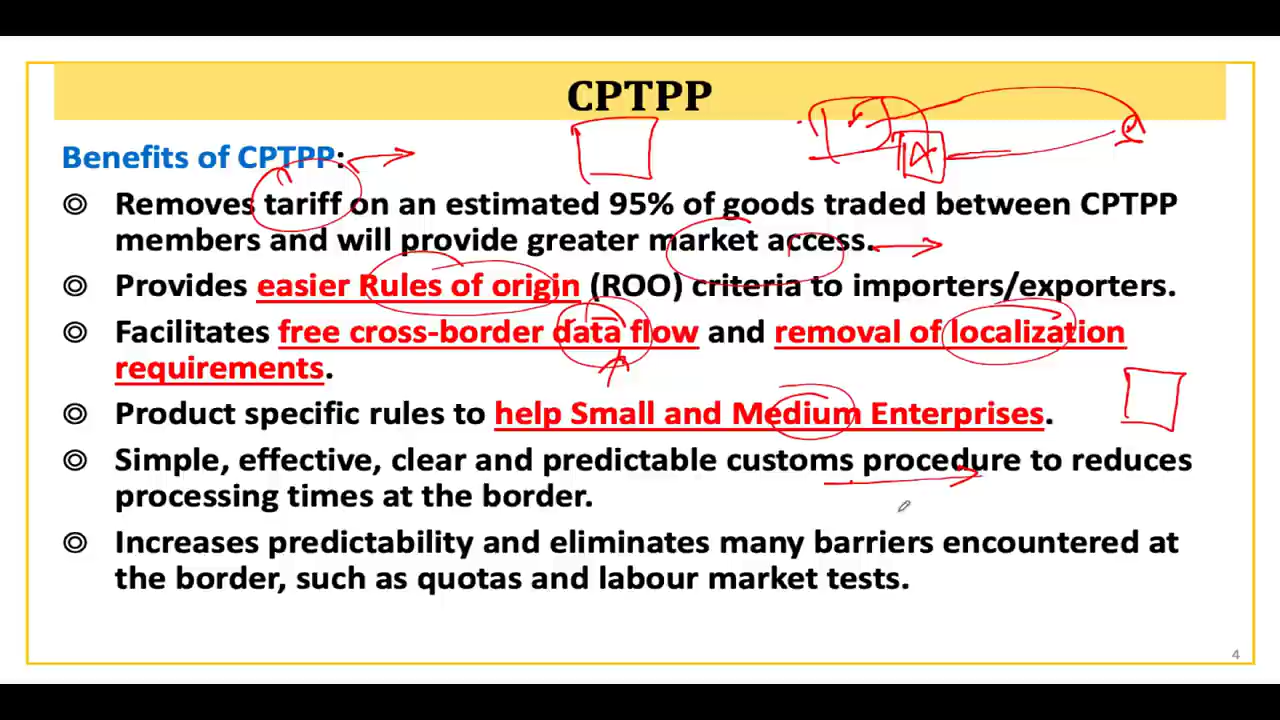 CPTPP
Benefits of CPTPP:
◎ Removes tariff on an estimated 95% of goods traded between CPTPP
members and will provide greater market access.
◎ Provides easier Rules of origin (ROO) criteria to importers/exporters.
◎ Facilitates free cross-border data flow and removal of localization
requirements.
◎ Product specific rules to help Small and Medium Enterprises.
◎ Simple, effective, clear and predictable customs procedure to reduces
processing times at the border.
◎ Increases predictability and eliminates many barriers encountered at
the border, such as quotas and labour market tests.
4